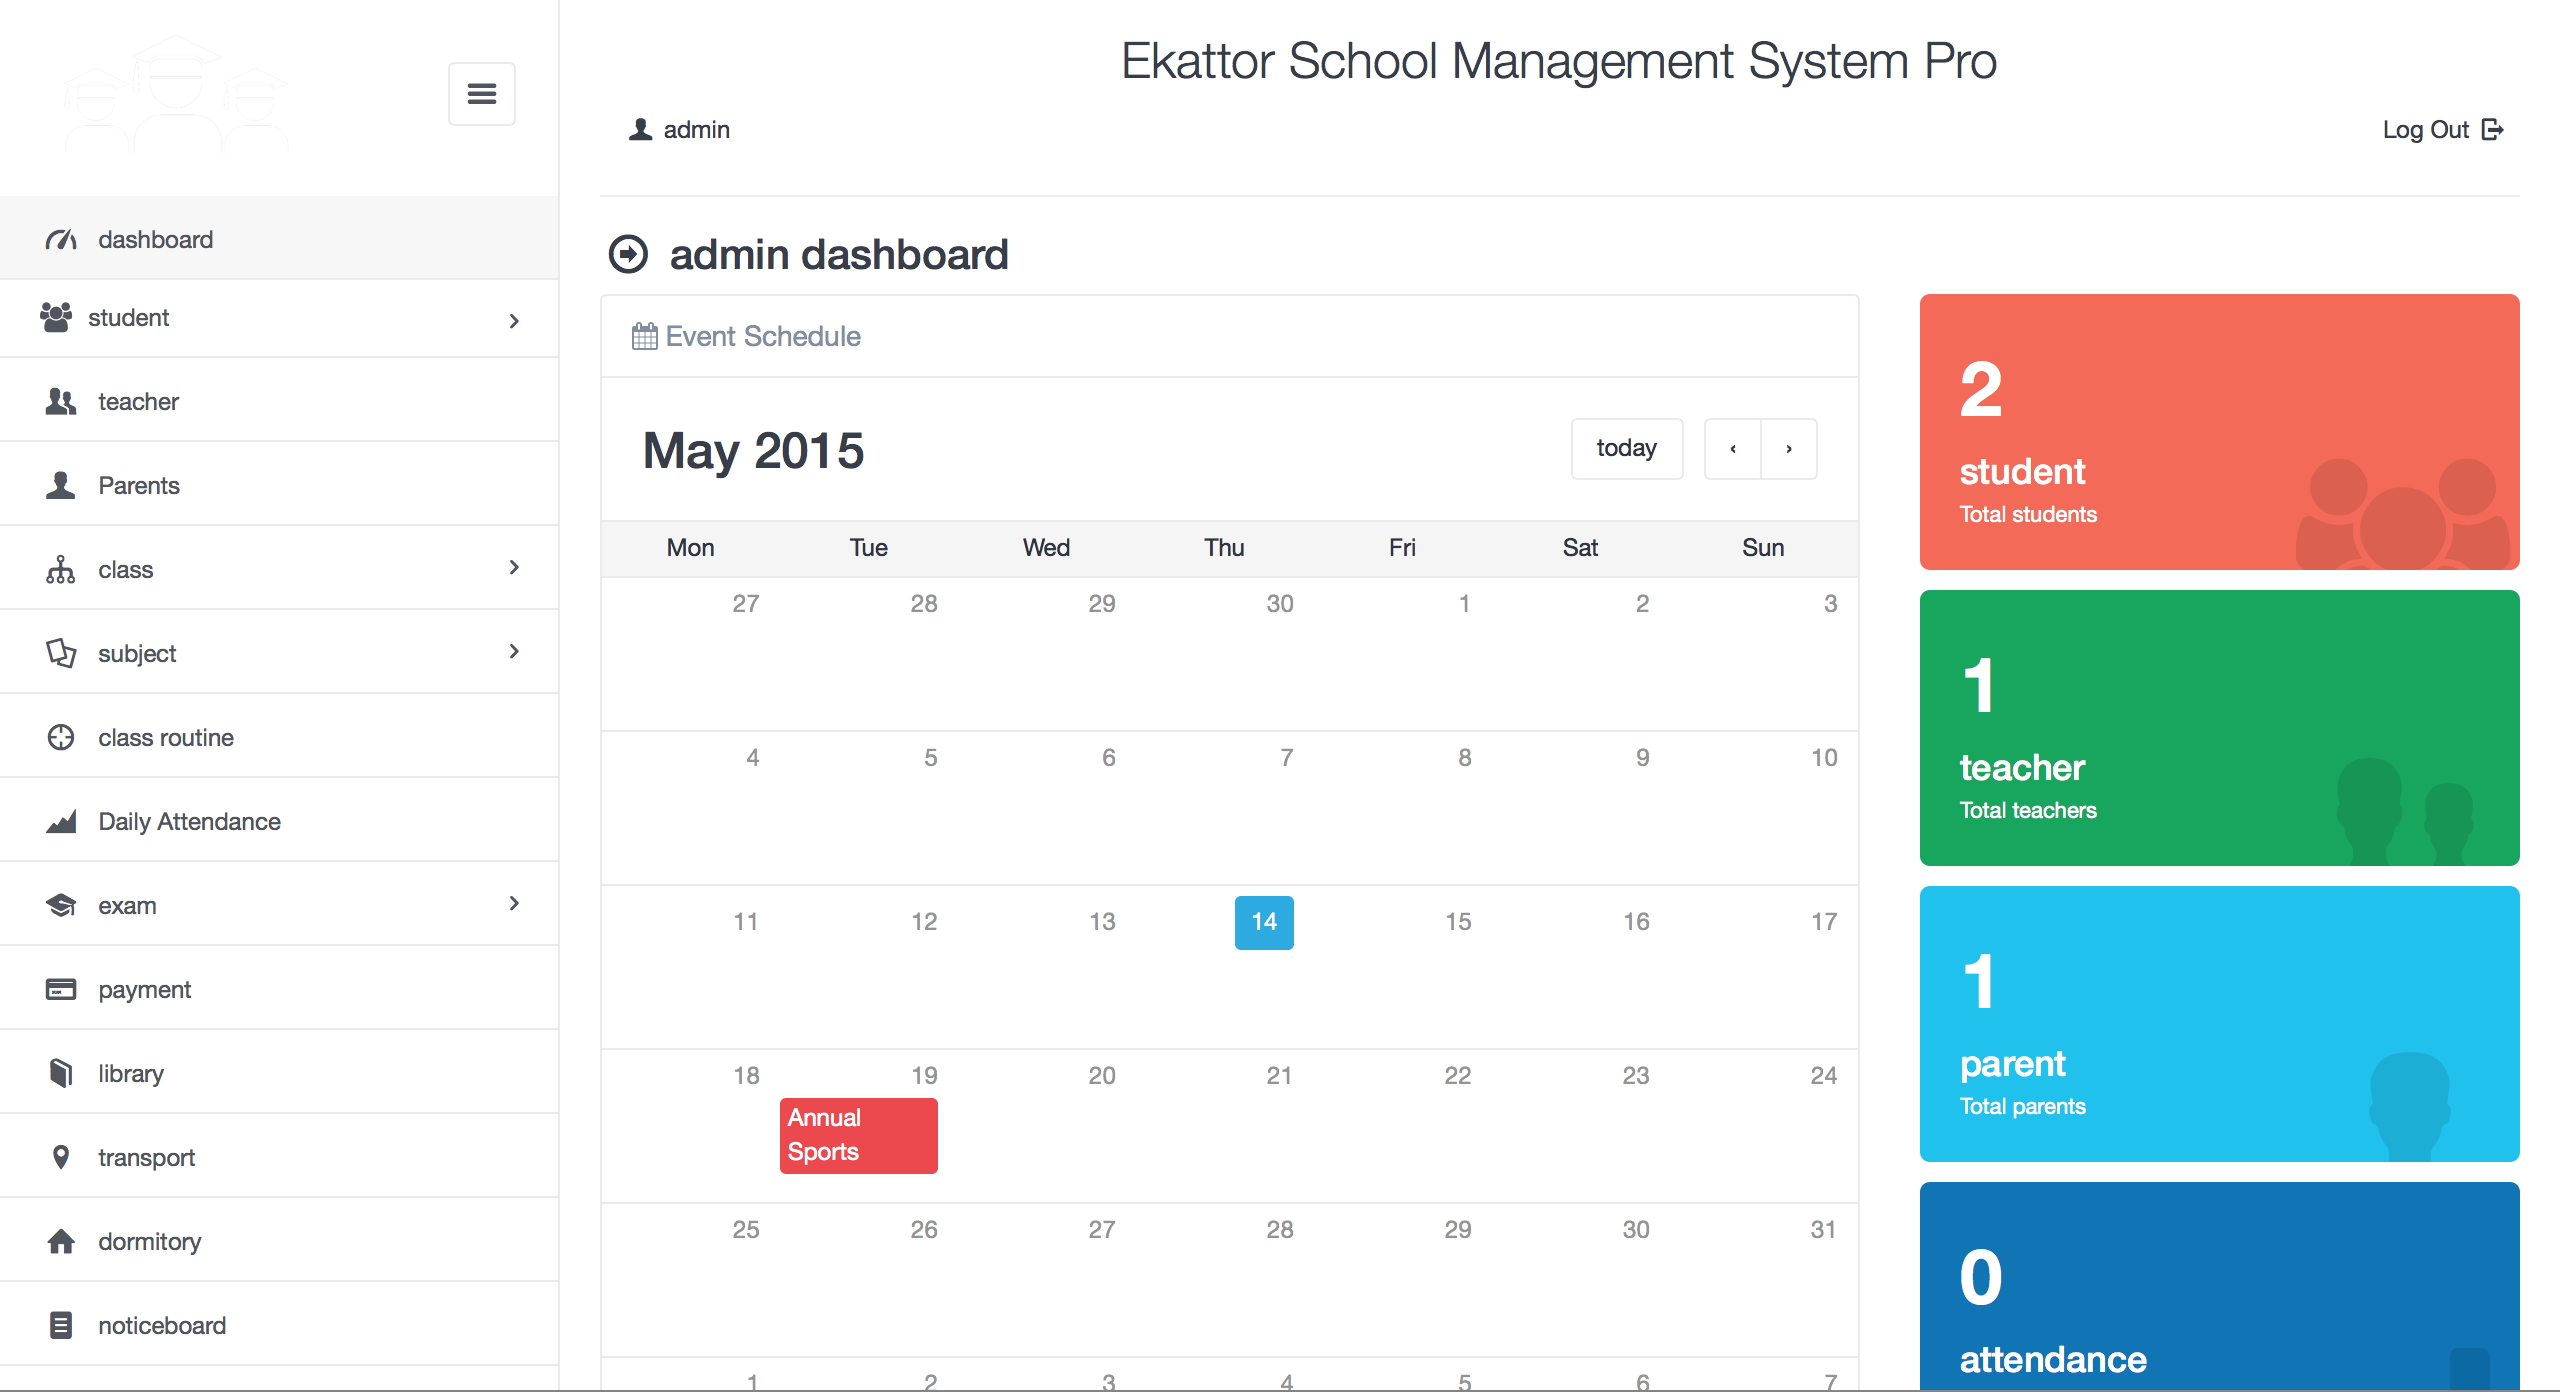 Ekattor School Management System Pro
admin
Log Out
dashboard
student
teacher
Parents
class
subject
class routine
Daily Attendance
exam
payment
library
transport
dormitory
noticeboard
admin dashboard
Event Schedule
May 2015
today
‹ ›
Mon Tue Wed Thu Fri Sat Sun
27 28 29 30 1 2 3
4 5 6 7 8 9 10
11 12 13 14 15 16 17
18 19 20 21 22 23 24
Annual
Sports
25 26 27 28 29 30 31
1 2 3 4 5 6 7
2
student
Total students
1
teacher
Total teachers
1
parent
Total parents
0
attendance